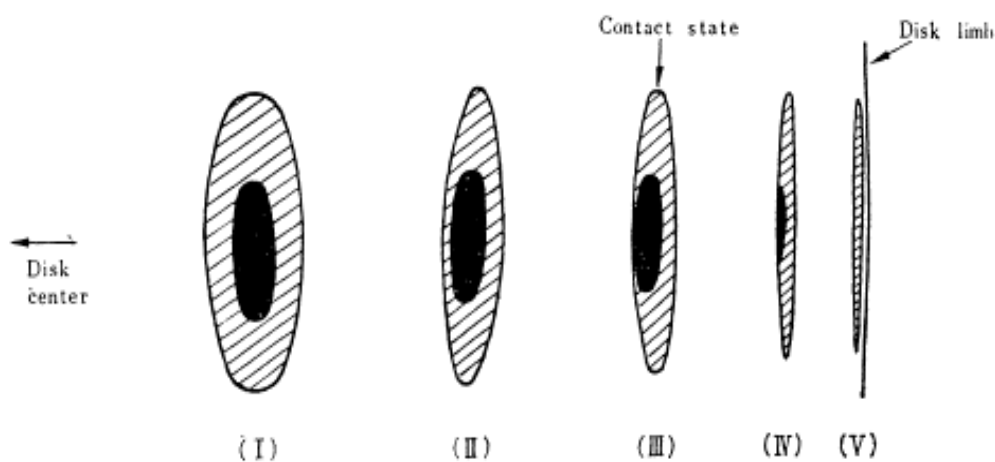 Contact state
Disk limb
Disk
center
(I)
(II)
(III)
(IV)
(V)